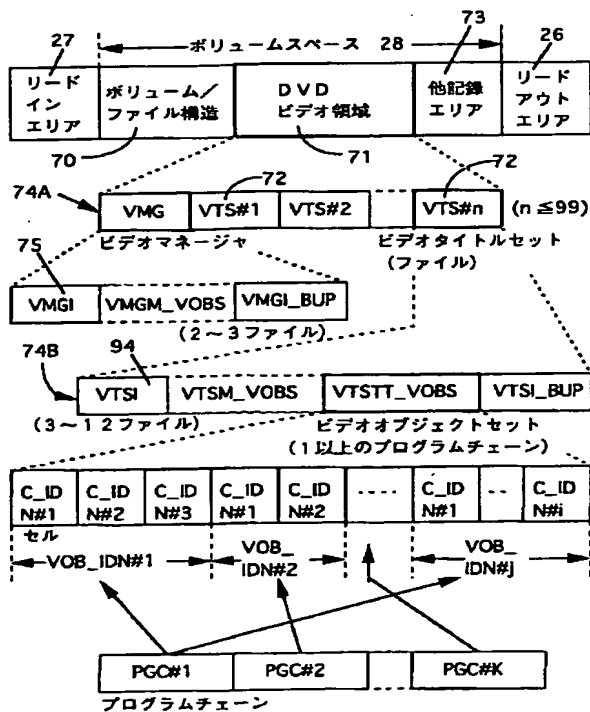 27
ボリュームスペース 28
73
26
リード
イン
エリア
ボリューム/
ファイル構造
DVD
ビデオ領域
他記録
エリア
リード
アウト
エリア
70
71
72
72
74A
VMG
VTS#1
VTS#2
VTS#n
(n≦99)
ビデオマネージャ
ビデオタイトルセット
(ファイル)
75
VMGI
VMGM_VOBS
VMGI_BUP
(2~3ファイル)
74B
94
VTSI
VTSM_VOBS
VTSTT_VOBS
VTSI_BUP
(3~12ファイル)
ビデオオブジェクトセット
(1以上のプログラムチェーン)
C_ID
N#1
C_ID
N#2
C_ID
N#3
C_ID
N#1
C_ID
N#2
C_ID
N#1
C_ID
N#i
セル
VOB_IDN#1
VOB_
IDN#2
VOB_
IDN#j
PGC#1
PGC#2
PGC#K
プログラムチェーン